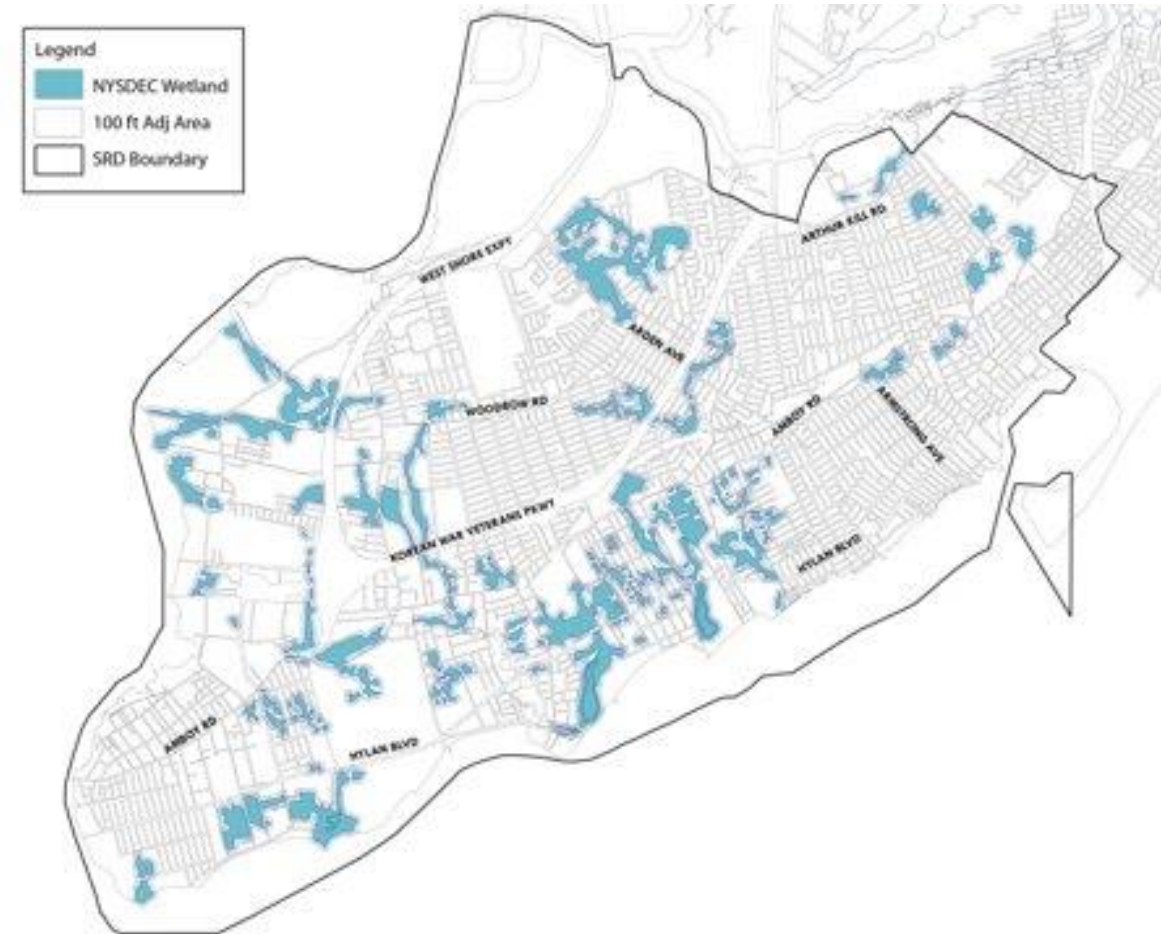 Legend
NYSDEC Wetland
100 ft Adj Area
SRD Boundary
WEST SHORE EXPY
ARTHUR KILL RD
ARDEN AVE
WOODROW RD
AMBOY RD
ARMSTRONG AVE
KOREAN WAR VETERANS PKWY
HYLAN BLVD
AMBOY RD
HYLAN BLVD